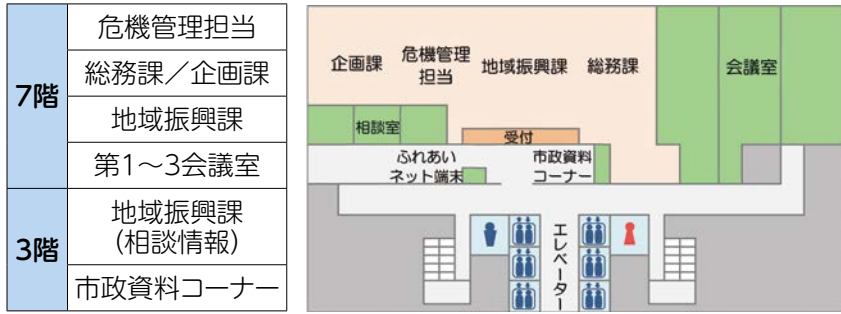 7階
危機管理担当
総務課／企画課
地域振興課
第1～3会議室
3階
地域振興課
(相談情報)
市政資料コーナー
企画課
危機管理
担当
地域振興課
総務課
会議室
相談室
受付
ふれあい
ネット端末
市政資料
コーナー
エレベーター